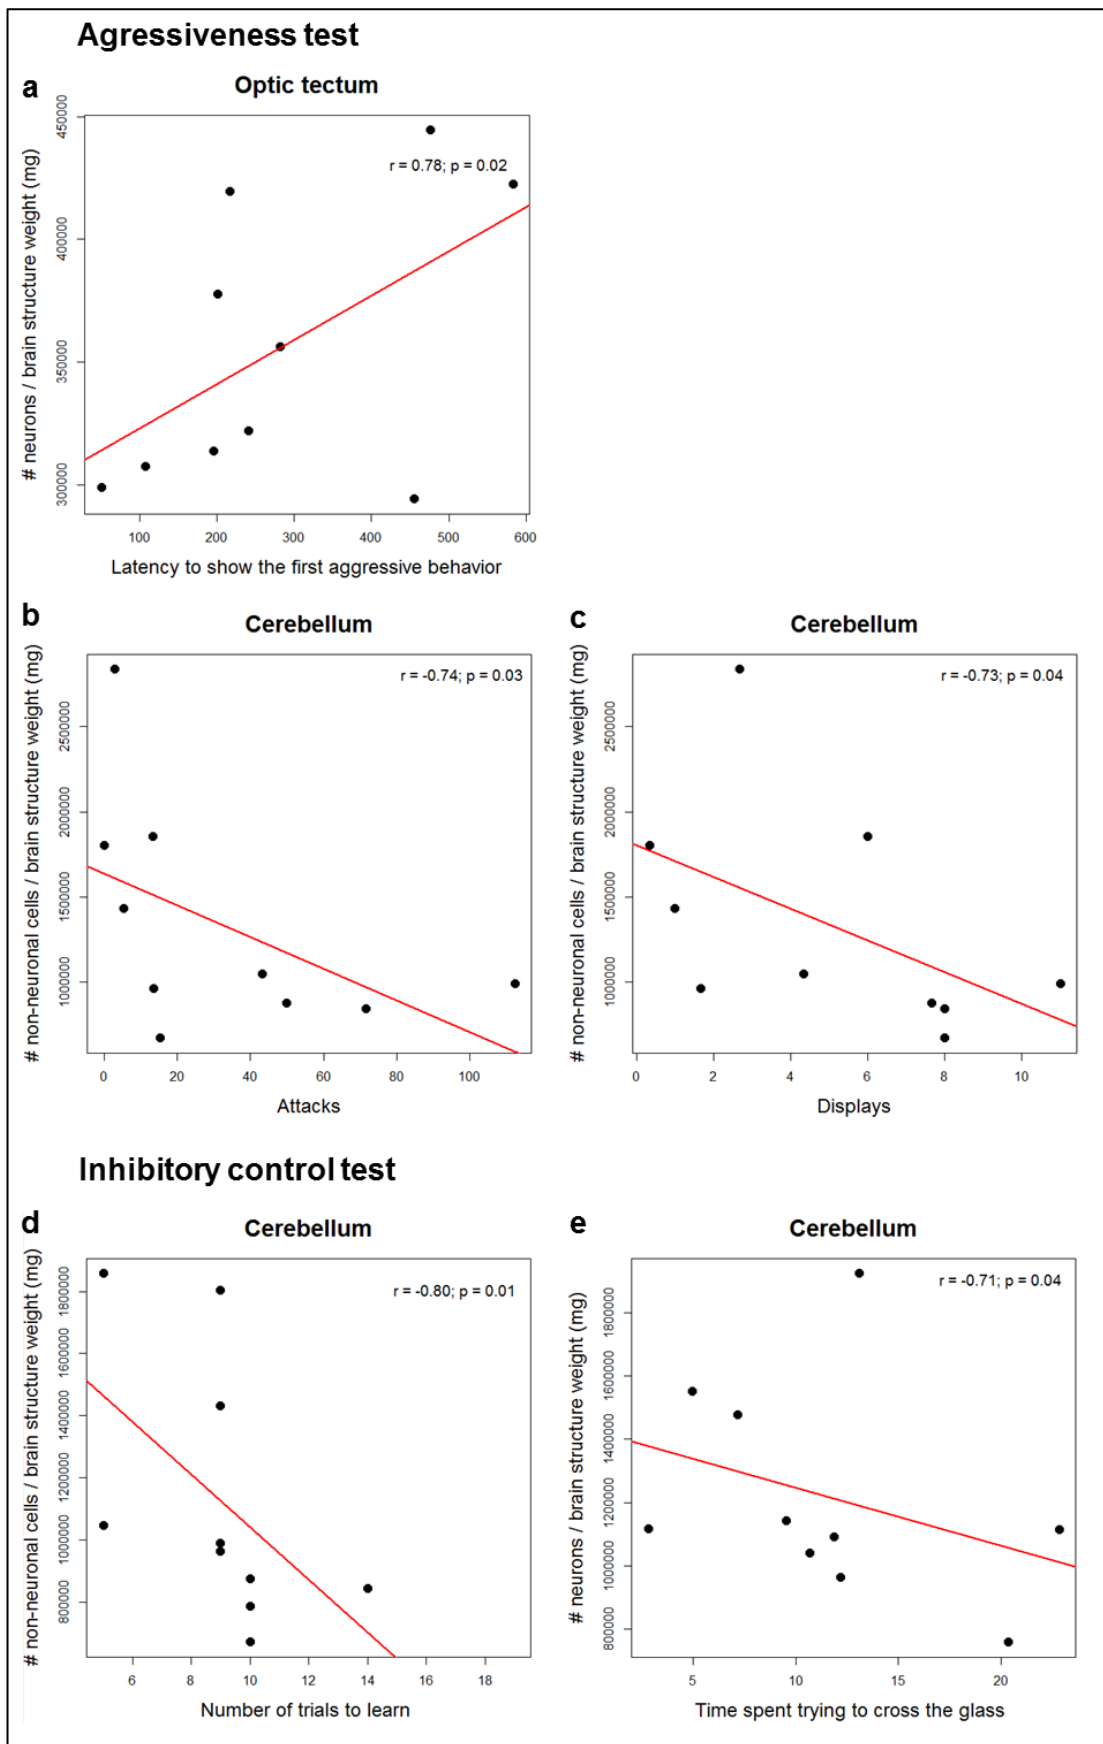 Agressiveness test
a
Optic tectum
r = 0.78; p = 0.02
# neurons / brain structure weight (mg)
450000
400000
350000
300000
100 200 300 400 500 600
Latency to show the first aggressive behavior
b
Cerebellum
r = -0.74; p = 0.03
# non-neuronal cells / brain structure weight (mg)
2500000
2000000
1500000
1000000
0 20 40 60 80 100
Attacks
c
Cerebellum
r = -0.73; p = 0.04
# non-neuronal cells / brain structure weight (mg)
2500000
2000000
1500000
1000000
0 2 4 6 8 10
Displays
Inhibitory control test
d
Cerebellum
r = -0.80; p = 0.01
# non-neuronal cells / brain structure weight (mg)
1800000
1600000
1400000
1200000
1000000
800000
6 8 10 12 14 16 18
Number of trials to learn
e
Cerebellum
r = -0.71; p = 0.04
# neurons / brain structure weight (mg)
1800000
1600000
1400000
1200000
1000000
800000
5 10 15 20
Time spent trying to cross the glass